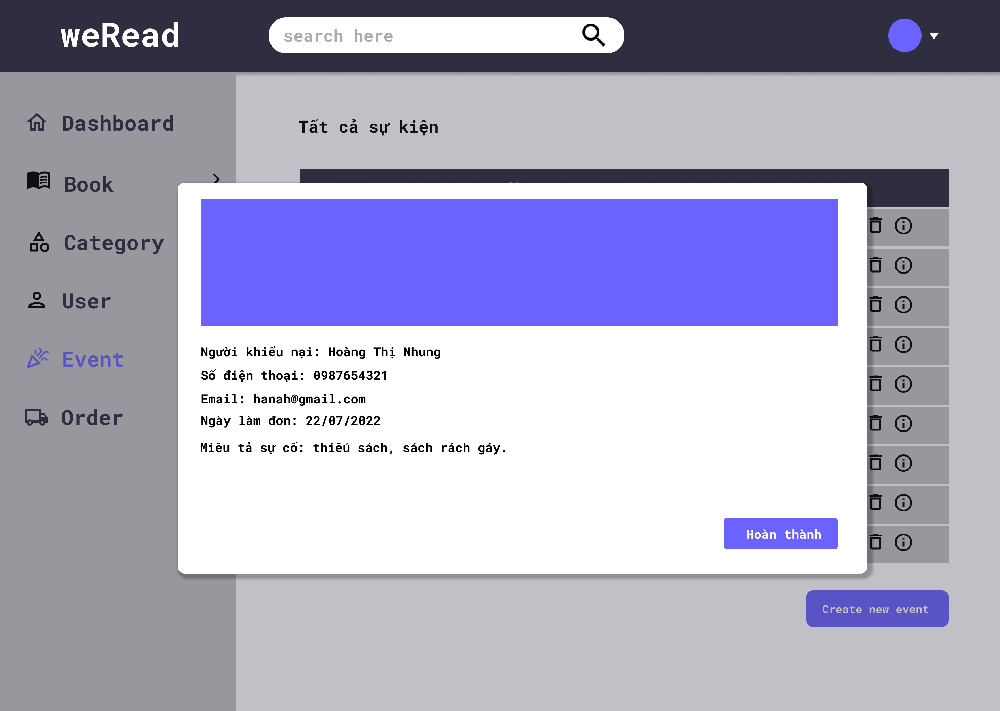 weRead
search here
Dashboard
Tất cả sự kiện
Book
Category
User
Event
Order
Người khiếu nại: Hoàng Thị Nhung
Số điện thoại: 0987654321
Email: hanah@gmail.com
Ngày làm đơn: 22/07/2022
Miêu tả sự cố: thiếu sách, sách rách gáy.
Hoàn thành
Create new event